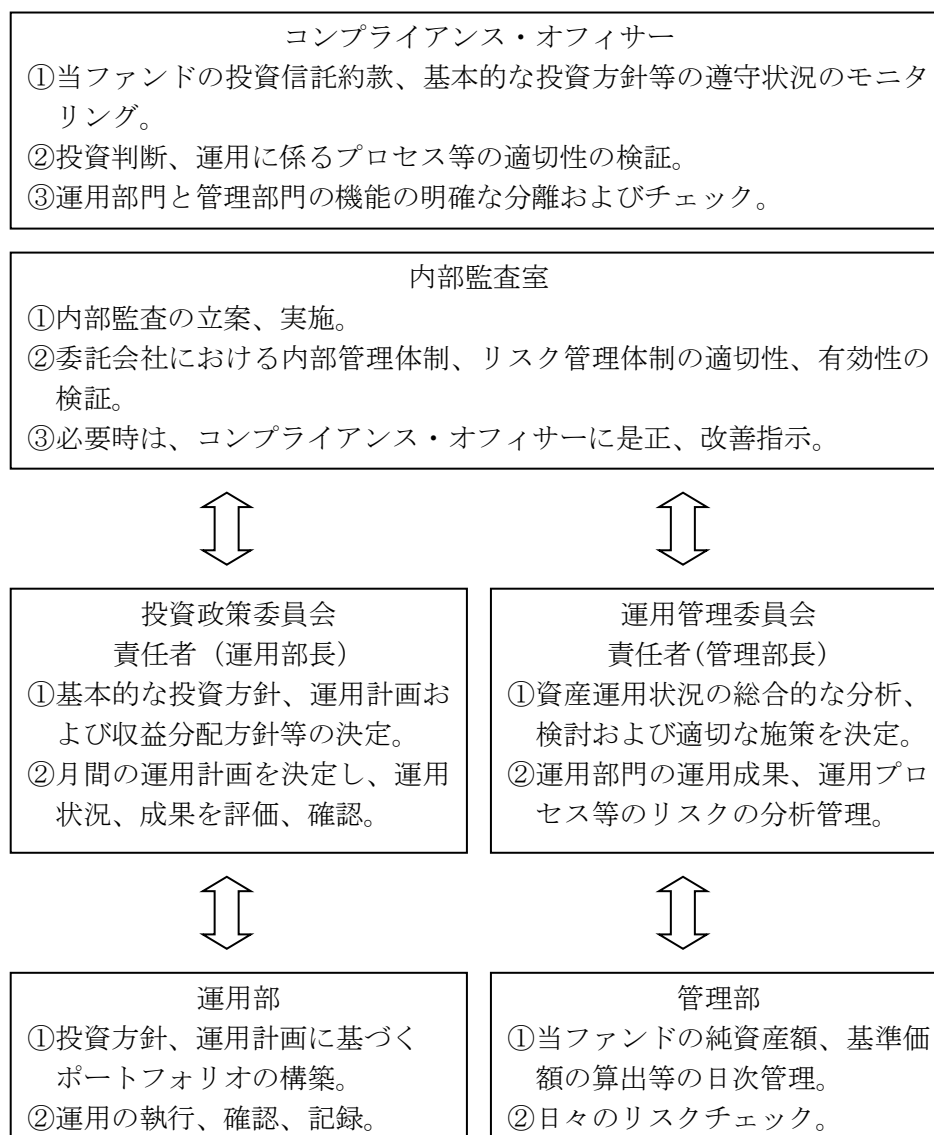 コンプライアンス・オフィサー
①当ファンドの投資信託約款、基本的な投資方針等の遵守状況のモニタ
リング。
②投資判断、運用に係るプロセス等の適切性の検証。
③運用部門と管理部門の機能の明確な分離およびチェック。
内部監査室
①内部監査の立案、実施。
②委託会社における内部管理体制、リスク管理体制の適切性、有効性の
検証。
③必要時は、コンプライアンス・オフィサーに是正、改善指示。
投資政策委員会
責任者（運用部長）
①基本的な投資方針、運用計画お
よび収益分配方針等の決定。
②月間の運用計画を決定し、運用
状況、成果を評価、確認。
運用管理委員会
責任者(管理部長)
①資産運用状況の総合的な分析、
検討および適切な施策を決定。
②運用部門の運用成果、運用プロ
セス等のリスクの分析管理。
運用部
①投資方針、運用計画に基づく
ポートフォリオの構築。
②運用の執行、確認、記録。
管理部
①当ファンドの純資産額、基準価
額の算出等の日次管理。
②日々のリスクチェック。